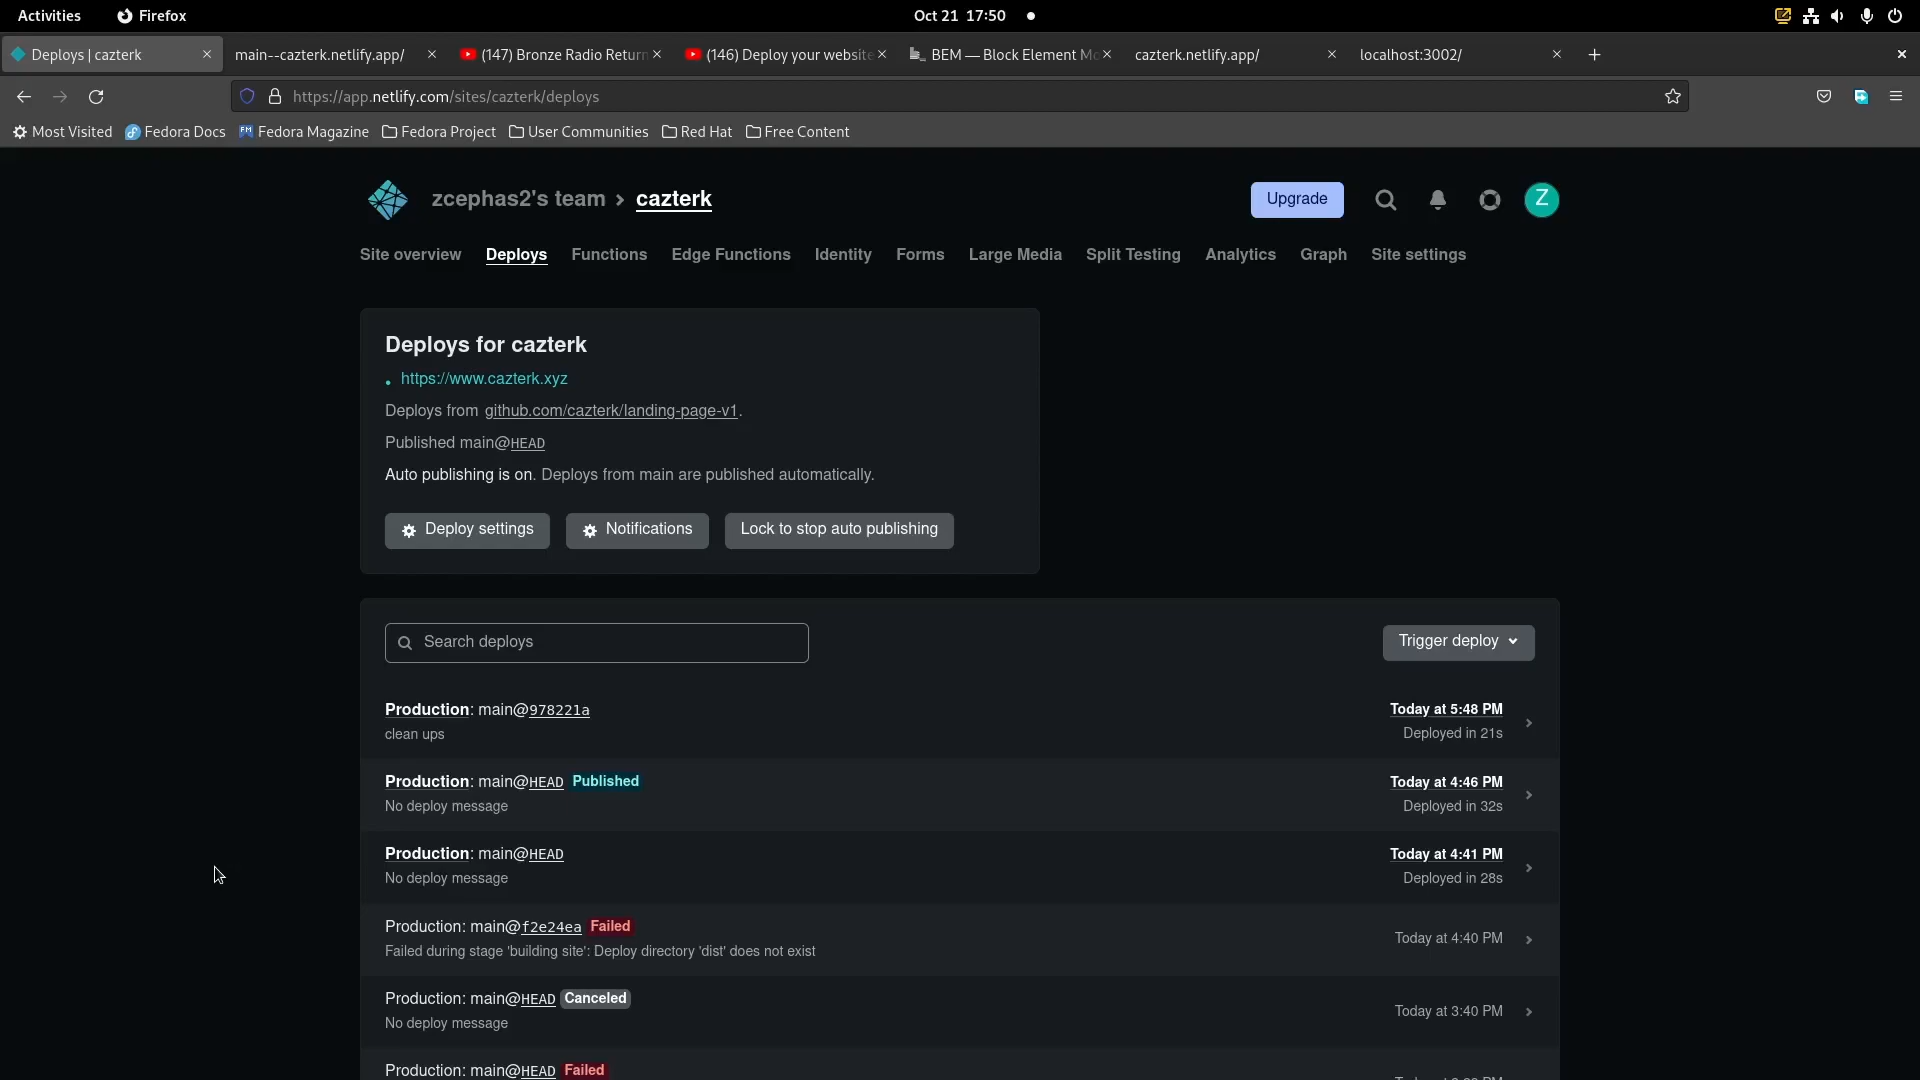 Activities Firefox Oct 21 17:50
Deploys | cazterk main--cazterk.netlify.app/ (147) Bronze Radio Return (146) Deploy your website BEM — Block Element Mo cazterk.netlify.app/ localhost:3002/
https://app.netlify.com/sites/cazterk/deploys
Most Visited Fedora Docs Fedora Magazine Fedora Project User Communities Red Hat Free Content
zcephas2's team › cazterk Upgrade Z
Site overview Deploys Functions Edge Functions Identity Forms Large Media Split Testing Analytics Graph Site settings
Deploys for cazterk
https://www.cazterk.xyz
Deploys from github.com/cazterk/landing-page-v1.
Published main@HEAD
Auto publishing is on. Deploys from main are published automatically.
Deploy settings Notifications Lock to stop auto publishing
Search deploys Trigger deploy
Production: main@978221a Today at 5:48 PM
clean ups Deployed in 21s
Production: main@HEAD Published Today at 4:46 PM
No deploy message Deployed in 32s
Production: main@HEAD Today at 4:41 PM
No deploy message Deployed in 28s
Production: main@f2e24ea Failed Today at 4:40 PM
Failed during stage 'building site': Deploy directory 'dist' does not exist
Production: main@HEAD Canceled Today at 3:40 PM
No deploy message
Production: main@HEAD Failed